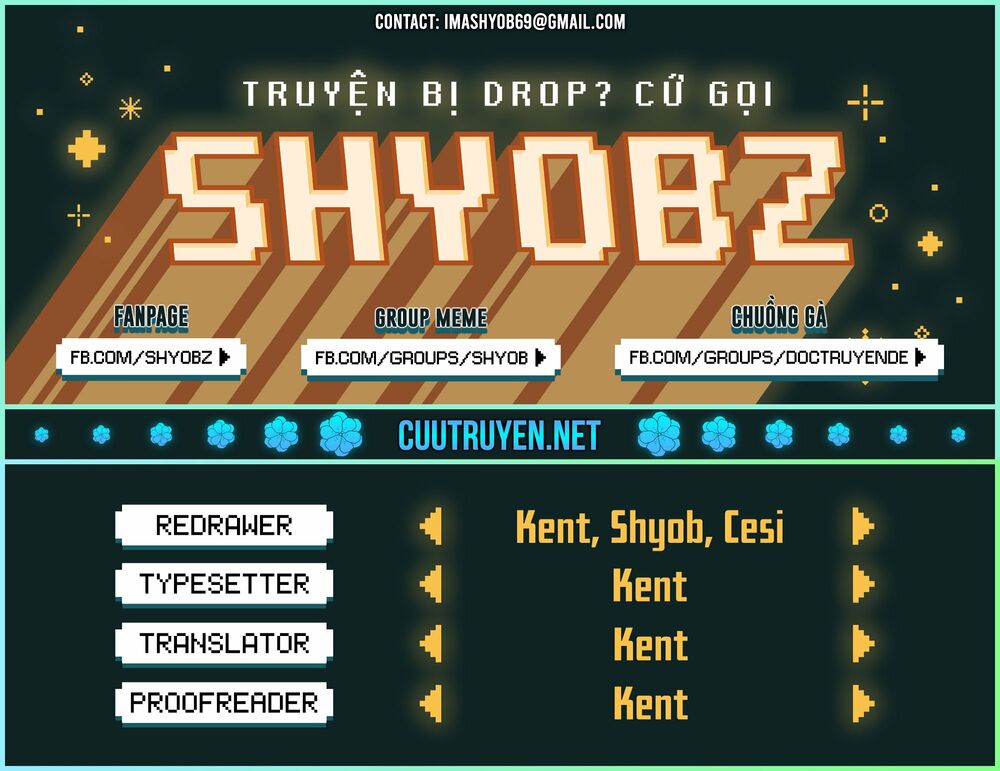 CONTACT: IMASHYOB69@GMAIL.COM
TRUYỆN BỊ DROP? CỨ GỌI
SHYOBZ
FANPAGE
GROUP MEME
CHUỒNG GÀ
FB.COM/SHYOBZ
FB.COM/GROUPS/SHYOB
FB.COM/GROUPS/DOCTRUYENDE
CUUTRUYEN.NET
REDRAWER
Kent, Shyob, Cesi
TYPESETTER
Kent
TRANSLATOR
Kent
PROOFREADER
Kent